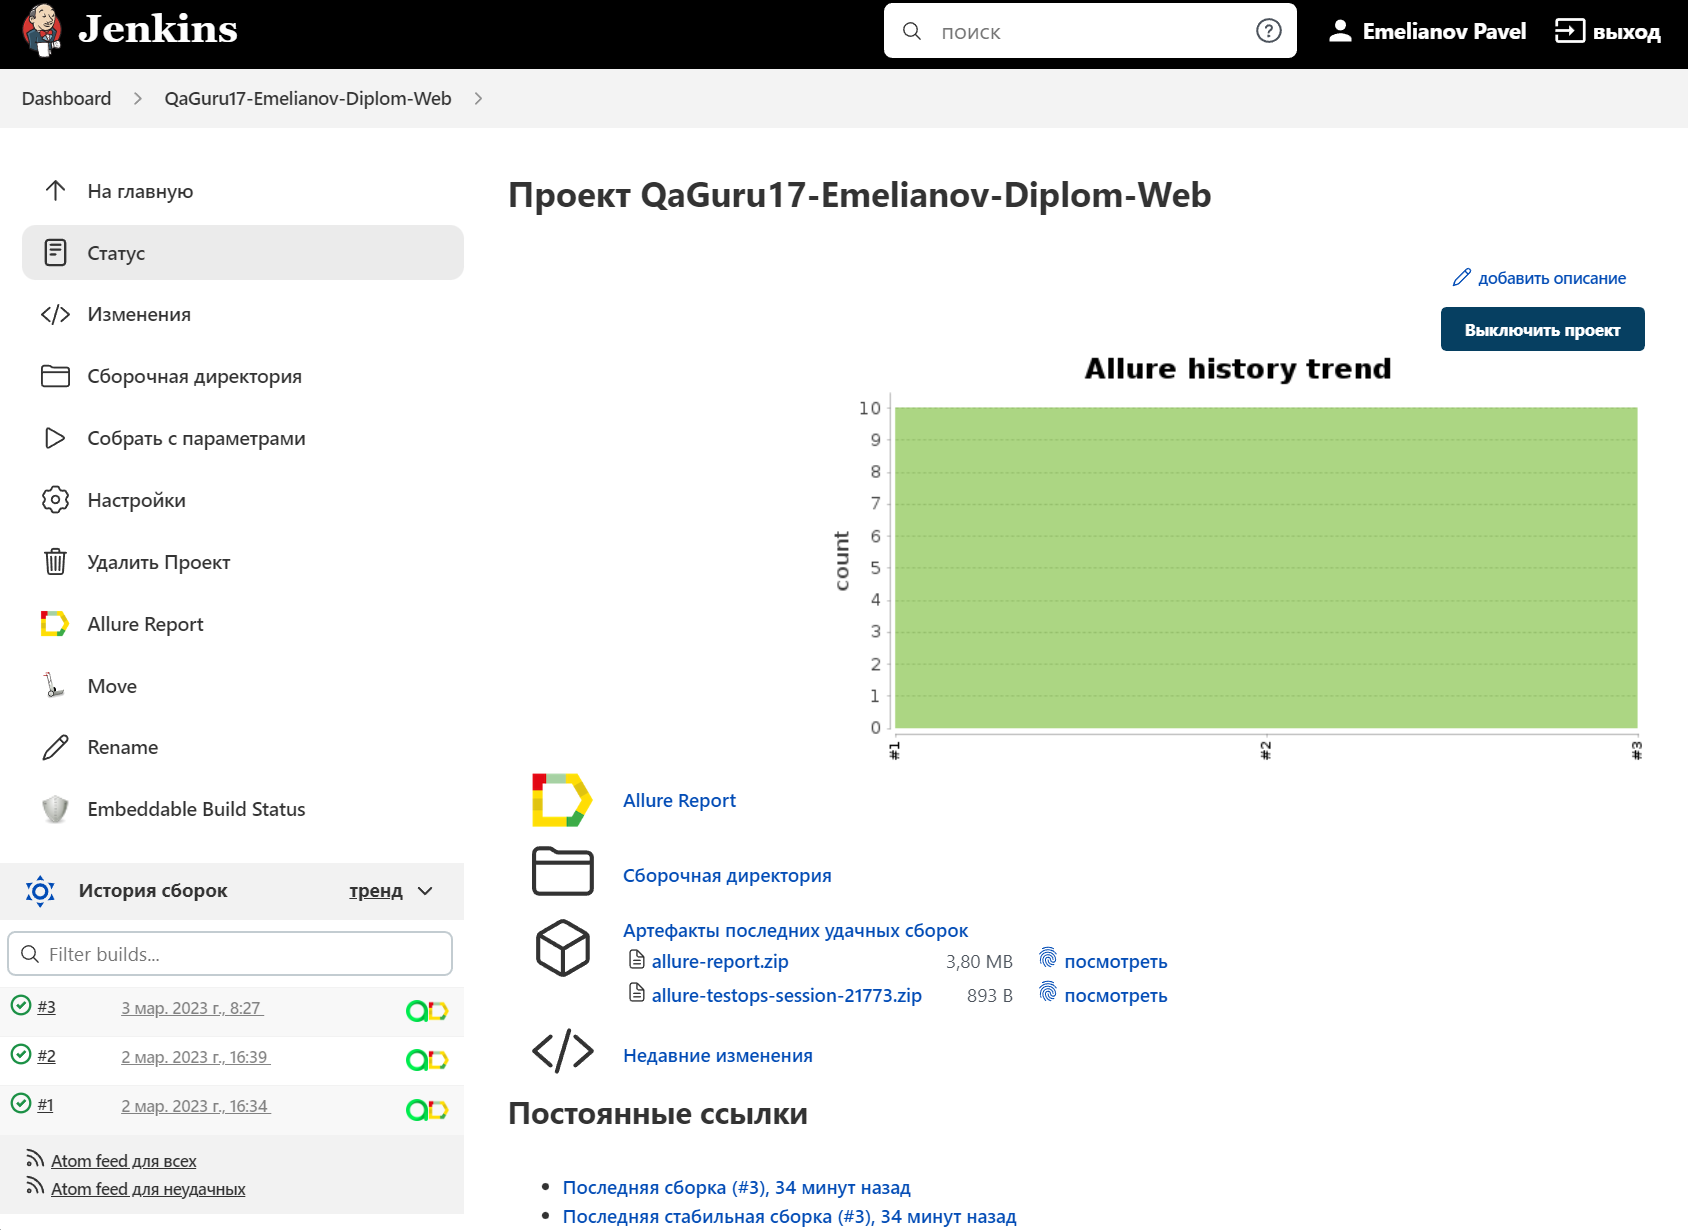 Jenkins
поиск
Emelianov Pavel
выход
Dashboard
QaGuru17-Emelianov-Diplom-Web
На главную
Статус
Изменения
Сборочная директория
Собрать с параметрами
Настройки
Удалить Проект
Allure Report
Move
Rename
Embeddable Build Status
История сборок
тренд
Filter builds...
#3 3 мар. 2023 г., 8:27
#2 2 мар. 2023 г., 16:39
#1 2 мар. 2023 г., 16:34
Atom feed для всех
Atom feed для неудачных
Проект QaGuru17-Emelianov-Diplom-Web
добавить описание
Выключить проект
Allure history trend
count
10
9
8
7
6
5
4
3
2
1
0
#1
#2
#3
Allure Report
Сборочная директория
Артефакты последних удачных сборок
allure-report.zip 3,80 MB посмотреть
allure-testops-session-21773.zip 893 B посмотреть
Недавние изменения
Постоянные ссылки
Последняя сборка (#3), 34 минут назад
Последняя стабильная сборка (#3), 34 минут назад